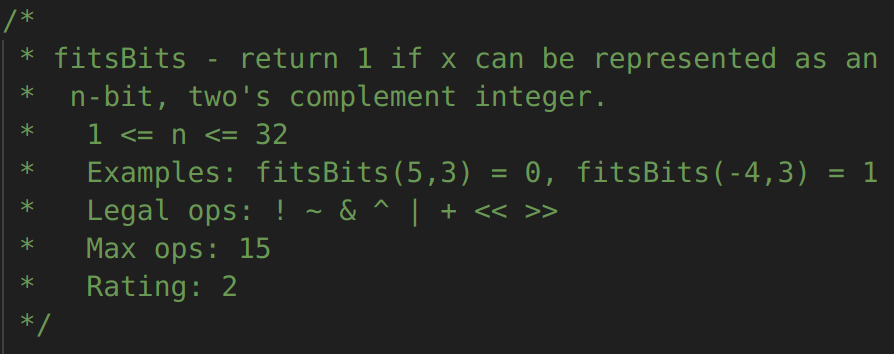 /*
 * fitsBits - return 1 if x can be represented as an
 *  n-bit, two's complement integer.
 *   1 <= n <= 32
 *   Examples: fitsBits(5,3) = 0, fitsBits(-4,3) = 1
 *   Legal ops: ! ~ & ^ | + << >>
 *   Max ops: 15
 *   Rating: 2
 */